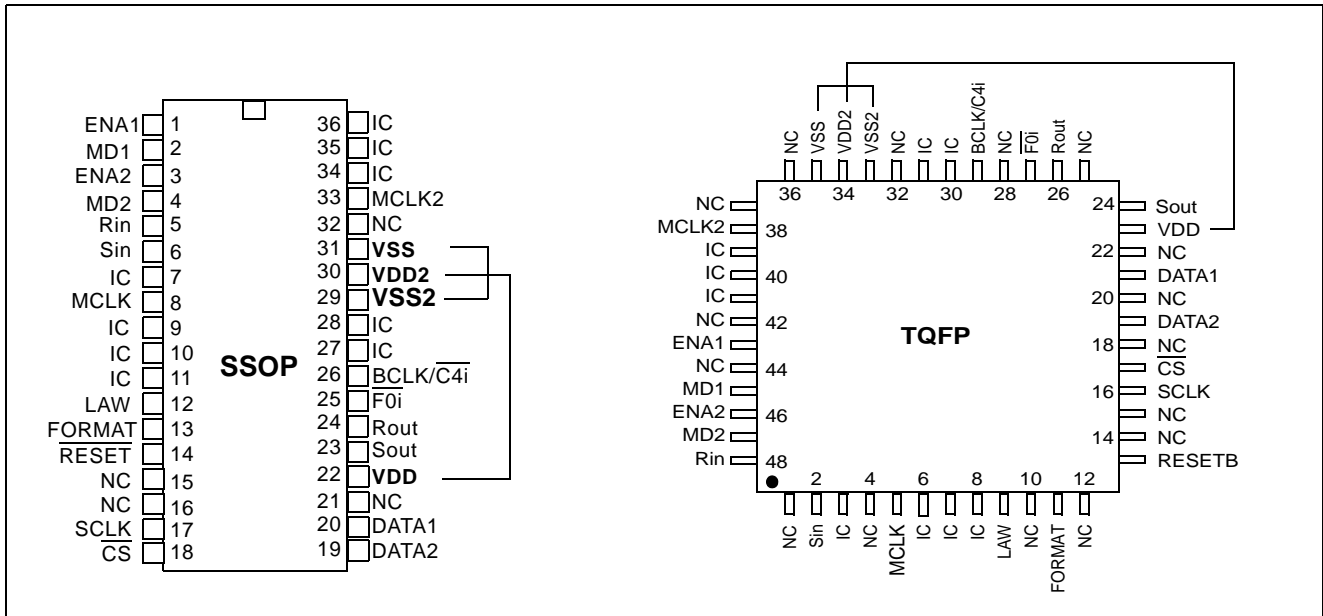 ENA1 1
MD1 2
ENA2 3
MD2 4
Rin 5
Sin 6
IC 7
MCLK 8
IC 9
IC 10
IC 11
LAW 12
FORMAT 13
RESET 14
NC 15
NC 16
SCLK 17
CS 18
SSOP
36 IC
35 IC
34 IC
33 MCLK2
32 NC
31 VSS
30 VDD2
29 VSS2
28 IC
27 IC
26 BCLK/C4i
25 F0i
24 Rout
23 Sout
22 VDD
21 NC
20 DATA1
19 DATA2
NC
VSS
VDD2
VSS2
NC
IC
IC
BCLK/C4i
NC
F0i
Rout
NC
36 34 32 30 28 26
NC
MCLK2 38
IC
IC 40
IC
NC 42
ENA1
NC 44
MD1
ENA2 46
MD2
Rin 48
TQFP
24 Sout
VDD
22 NC
DATA1
20 NC
DATA2
18 NC
CS
16 SCLK
NC
14 NC
RESETB
2 4 6 8 10 12
NC
Sin
IC
NC
MCLK
IC
IC
IC
LAW
NC
FORMAT
NC